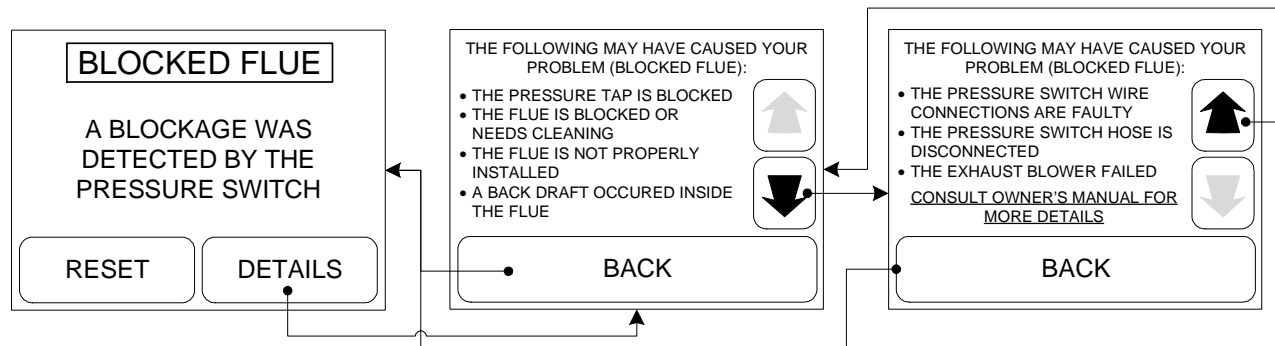 BLOCKED FLUE
A BLOCKAGE WAS
DETECTED BY THE
PRESSURE SWITCH
RESET
DETAILS
THE FOLLOWING MAY HAVE CAUSED YOUR
PROBLEM (BLOCKED FLUE):
• THE PRESSURE TAP IS BLOCKED
• THE FLUE IS BLOCKED OR
NEEDS CLEANING
• THE FLUE IS NOT PROPERLY
INSTALLED
• A BACK DRAFT OCCURED INSIDE
THE FLUE
BACK
THE FOLLOWING MAY HAVE CAUSED YOUR
PROBLEM (BLOCKED FLUE):
• THE PRESSURE SWITCH WIRE
CONNECTIONS ARE FAULTY
• THE PRESSURE SWITCH HOSE IS
DISCONNECTED
• THE EXHAUST BLOWER FAILED
CONSULT OWNER'S MANUAL FOR
MORE DETAILS
BACK